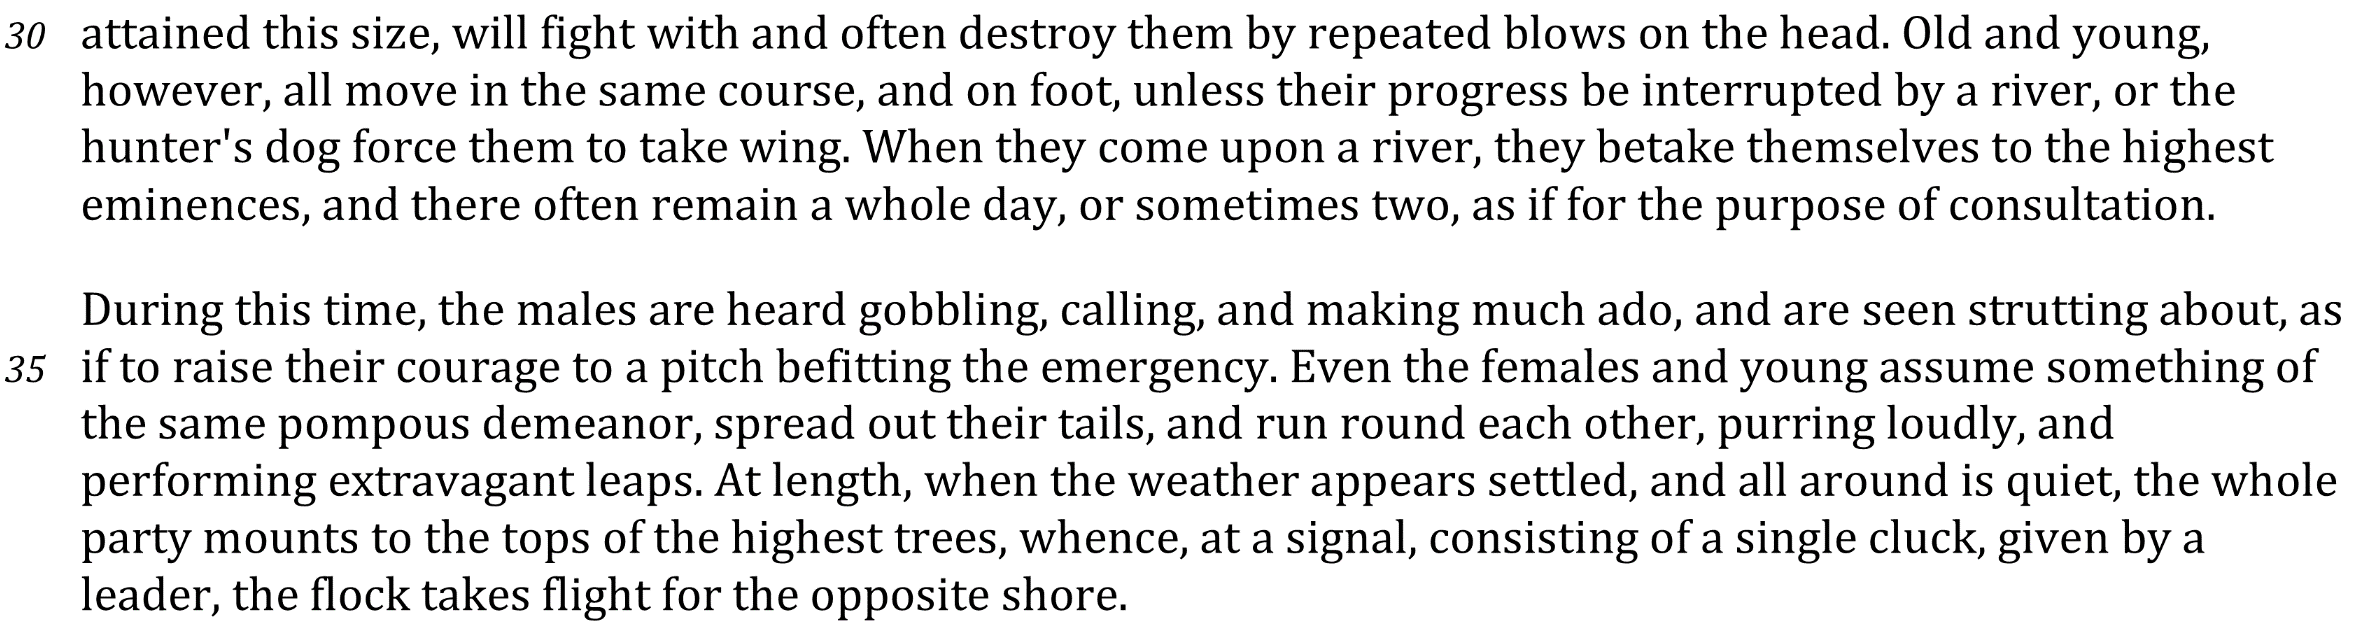 30 attained this size, will fight with and often destroy them by repeated blows on the head. Old and young,
however, all move in the same course, and on foot, unless their progress be interrupted by a river, or the
hunter's dog force them to take wing. When they come upon a river, they betake themselves to the highest
eminences, and there often remain a whole day, or sometimes two, as if for the purpose of consultation.
During this time, the males are heard gobbling, calling, and making much ado, and are seen strutting about, as
35 if to raise their courage to a pitch befitting the emergency. Even the females and young assume something of
the same pompous demeanor, spread out their tails, and run round each other, purring loudly, and
performing extravagant leaps. At length, when the weather appears settled, and all around is quiet, the whole
party mounts to the tops of the highest trees, whence, at a signal, consisting of a single cluck, given by a
leader, the flock takes flight for the opposite shore.